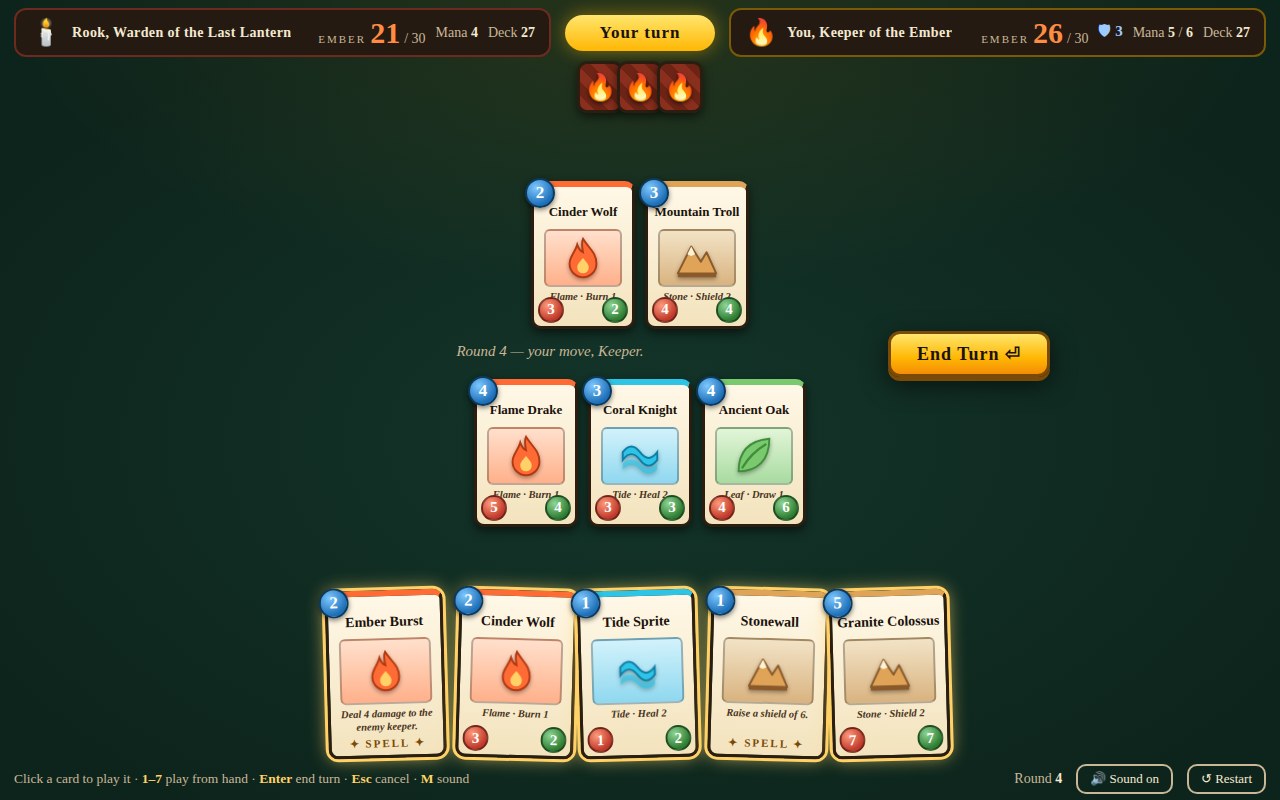 Rook, Warden of the Last Lantern
EMBER 21 / 30 Mana 4 Deck 27
Your turn
You, Keeper of the Ember
EMBER 26 / 30 3 Mana 5 / 6 Deck 27
2
Cinder Wolf
Flame · Burn 1
3 2
3
Mountain Troll
Stone · Shield 2
4 4
Round 4 — your move, Keeper.
End Turn ⏎
4
Flame Drake
Flame · Burn 1
5 4
3
Coral Knight
Tide · Heal 2
3 3
4
Ancient Oak
Leaf · Draw 1
4 6
2
Ember Burst
Deal 4 damage to the
enemy keeper.
✦ SPELL ✦
2
Cinder Wolf
Flame · Burn 1
3 2
1
Tide Sprite
Tide · Heal 2
1 2
1
Stonewall
Raise a shield of 6.
✦ SPELL ✦
5
Granite Colossus
Stone · Shield 2
7 7
Click a card to play it · 1–7 play from hand · Enter end turn · Esc cancel · M sound
Round 4
Sound on
↺ Restart